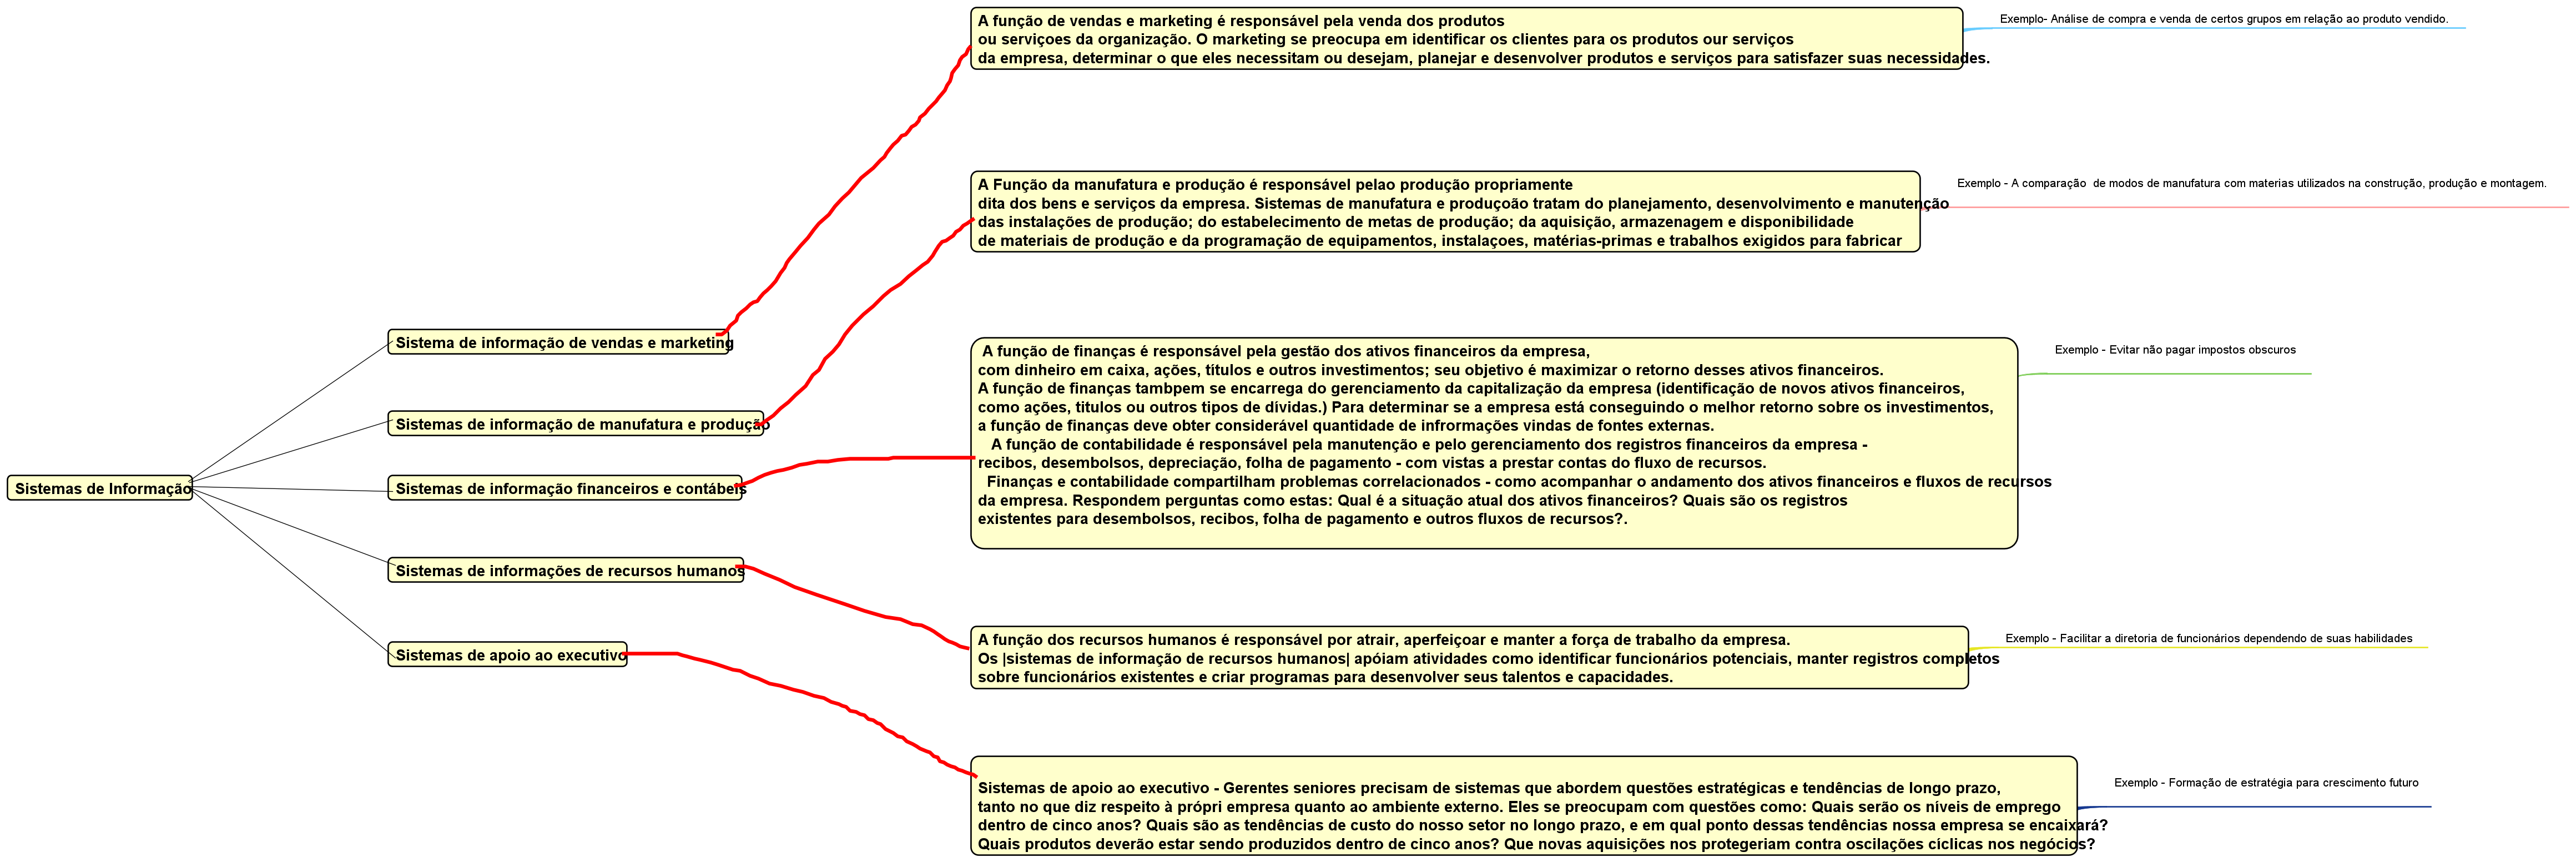 Sistemas de Informação
Sistema de informação de vendas e marketing
A função de vendas e marketing é responsável pela venda dos produtos
ou serviçoes da organização. O marketing se preocupa em identificar os clientes para os produtos our serviços
da empresa, determinar o que eles necessitam ou desejam, planejar e desenvolver produtos e serviços para satisfazer suas necessidades.
Exemplo- Análise de compra e venda de certos grupos em relação ao produto vendido.
Sistemas de informação de manufatura e produção
A Função da manufatura e produção é responsável pelao produção propriamente
dita dos bens e serviços da empresa. Sistemas de manufatura e produçoão tratam do planejamento, desenvolvimento e manutenção
das instalações de produção; do estabelecimento de metas de produção; da aquisição, armazenagem e disponibilidade
de materiais de produção e da programação de equipamentos, instalaçoes, matérias-primas e trabalhos exigidos para fabricar
Exemplo - A comparação  de modos de manufatura com materias utilizados na construção, produção e montagem.
Sistemas de informação financeiros e contábeis
A função de finanças é responsável pela gestão dos ativos financeiros da empresa,
com dinheiro em caixa, ações, títulos e outros investimentos; seu objetivo é maximizar o retorno desses ativos financeiros.
A função de finanças tambpem se encarrega do gerenciamento da capitalização da empresa (identificação de novos ativos financeiros,
como ações, titulos ou outros tipos de dívidas.) Para determinar se a empresa está conseguindo o melhor retorno sobre os investimentos,
a função de finanças deve obter considerável quantidade de infrormações vindas de fontes externas.
A função de contabilidade é responsável pela manutenção e pelo gerenciamento dos registros financeiros da empresa -
recibos, desembolsos, depreciação, folha de pagamento - com vistas a prestar contas do fluxo de recursos.
Finanças e contabilidade compartilham problemas correlacionados - como acompanhar o andamento dos ativos financeiros e fluxos de recursos
da empresa. Respondem perguntas como estas: Qual é a situação atual dos ativos financeiros? Quais são os registros
existentes para desembolsos, recibos, folha de pagamento e outros fluxos de recursos?.
Exemplo - Evitar não pagar impostos obscuros
Sistemas de informações de recursos humanos
A função dos recursos humanos é responsável por atrair, aperfeiçoar e manter a força de trabalho da empresa.
Os |sistemas de informação de recursos humanos| apóiam atividades como identificar funcionários potenciais, manter registros completos
sobre funcionários existentes e criar programas para desenvolver seus talentos e capacidades.
Exemplo - Facilitar a diretoria de funcionários dependendo de suas habilidades
Sistemas de apoio ao executivo
Sistemas de apoio ao executivo - Gerentes seniores precisam de sistemas que abordem questões estratégicas e tendências de longo prazo,
tanto no que diz respeito à própri empresa quanto ao ambiente externo. Eles se preocupam com questões como: Quais serão os níveis de emprego
dentro de cinco anos? Quais são as tendências de custo do nosso setor no longo prazo, e em qual ponto dessas tendências nossa empresa se encaixará?
Quais produtos deverão estar sendo produzidos dentro de cinco anos? Que novas aquisições nos protegeriam contra oscilações cíclicas nos negócios?
Exemplo - Formação de estratégia para crescimento futuro